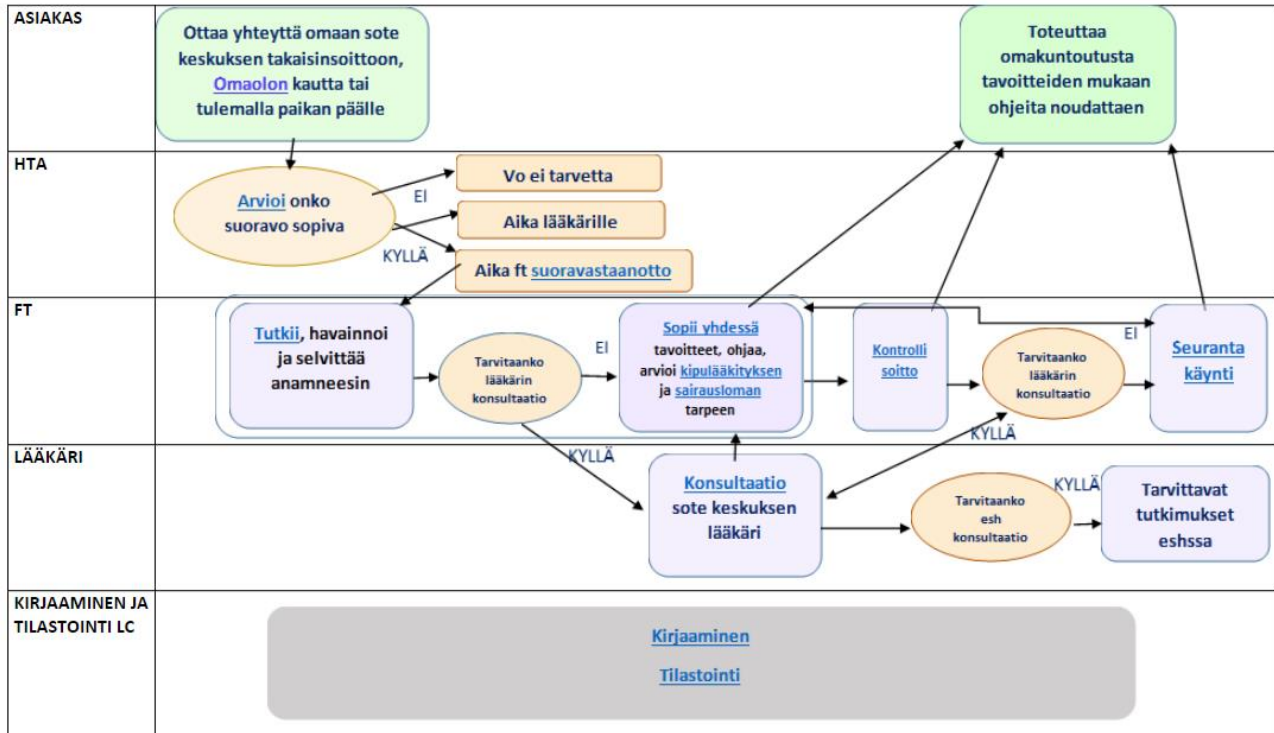 ASIAKAS
Ottaa yhteyttä omaan sote
keskuksen takaisinsoittoon,
Omaolon kautta tai
tulemalla paikan päälle
Toteuttaa
omakuntoutusta
tavoitteiden mukaan
ohjeita noudattaen
HTA
Arvioi onko
suoravo sopiva
EI
KYLLÄ
Vo ei tarvetta
Aika lääkärille
Aika ft suoravastaanotto
FT
Tutkii, havainnoi
ja selvittää
anamneesin
Tarvitaanko
lääkärin
konsultaatio
EI
KYLLÄ
Sopii yhdessä
tavoitteet, ohjaa,
arvioi kipulääkityksen
ja sairausloman
tarpeen
Kontrolli
soitto
Tarvitaanko
lääkärin
konsultaatio
EI
KYLLÄ
Seuranta
käynti
LÄÄKÄRI
Konsultaatio
sote keskuksen
lääkäri
Tarvitaanko
esh
konsultaatio
KYLLÄ
Tarvittavat
tutkimukset
eshssa
KIRJAAMINEN JA
TILASTOINTI LC
Kirjaaminen
Tilastointi